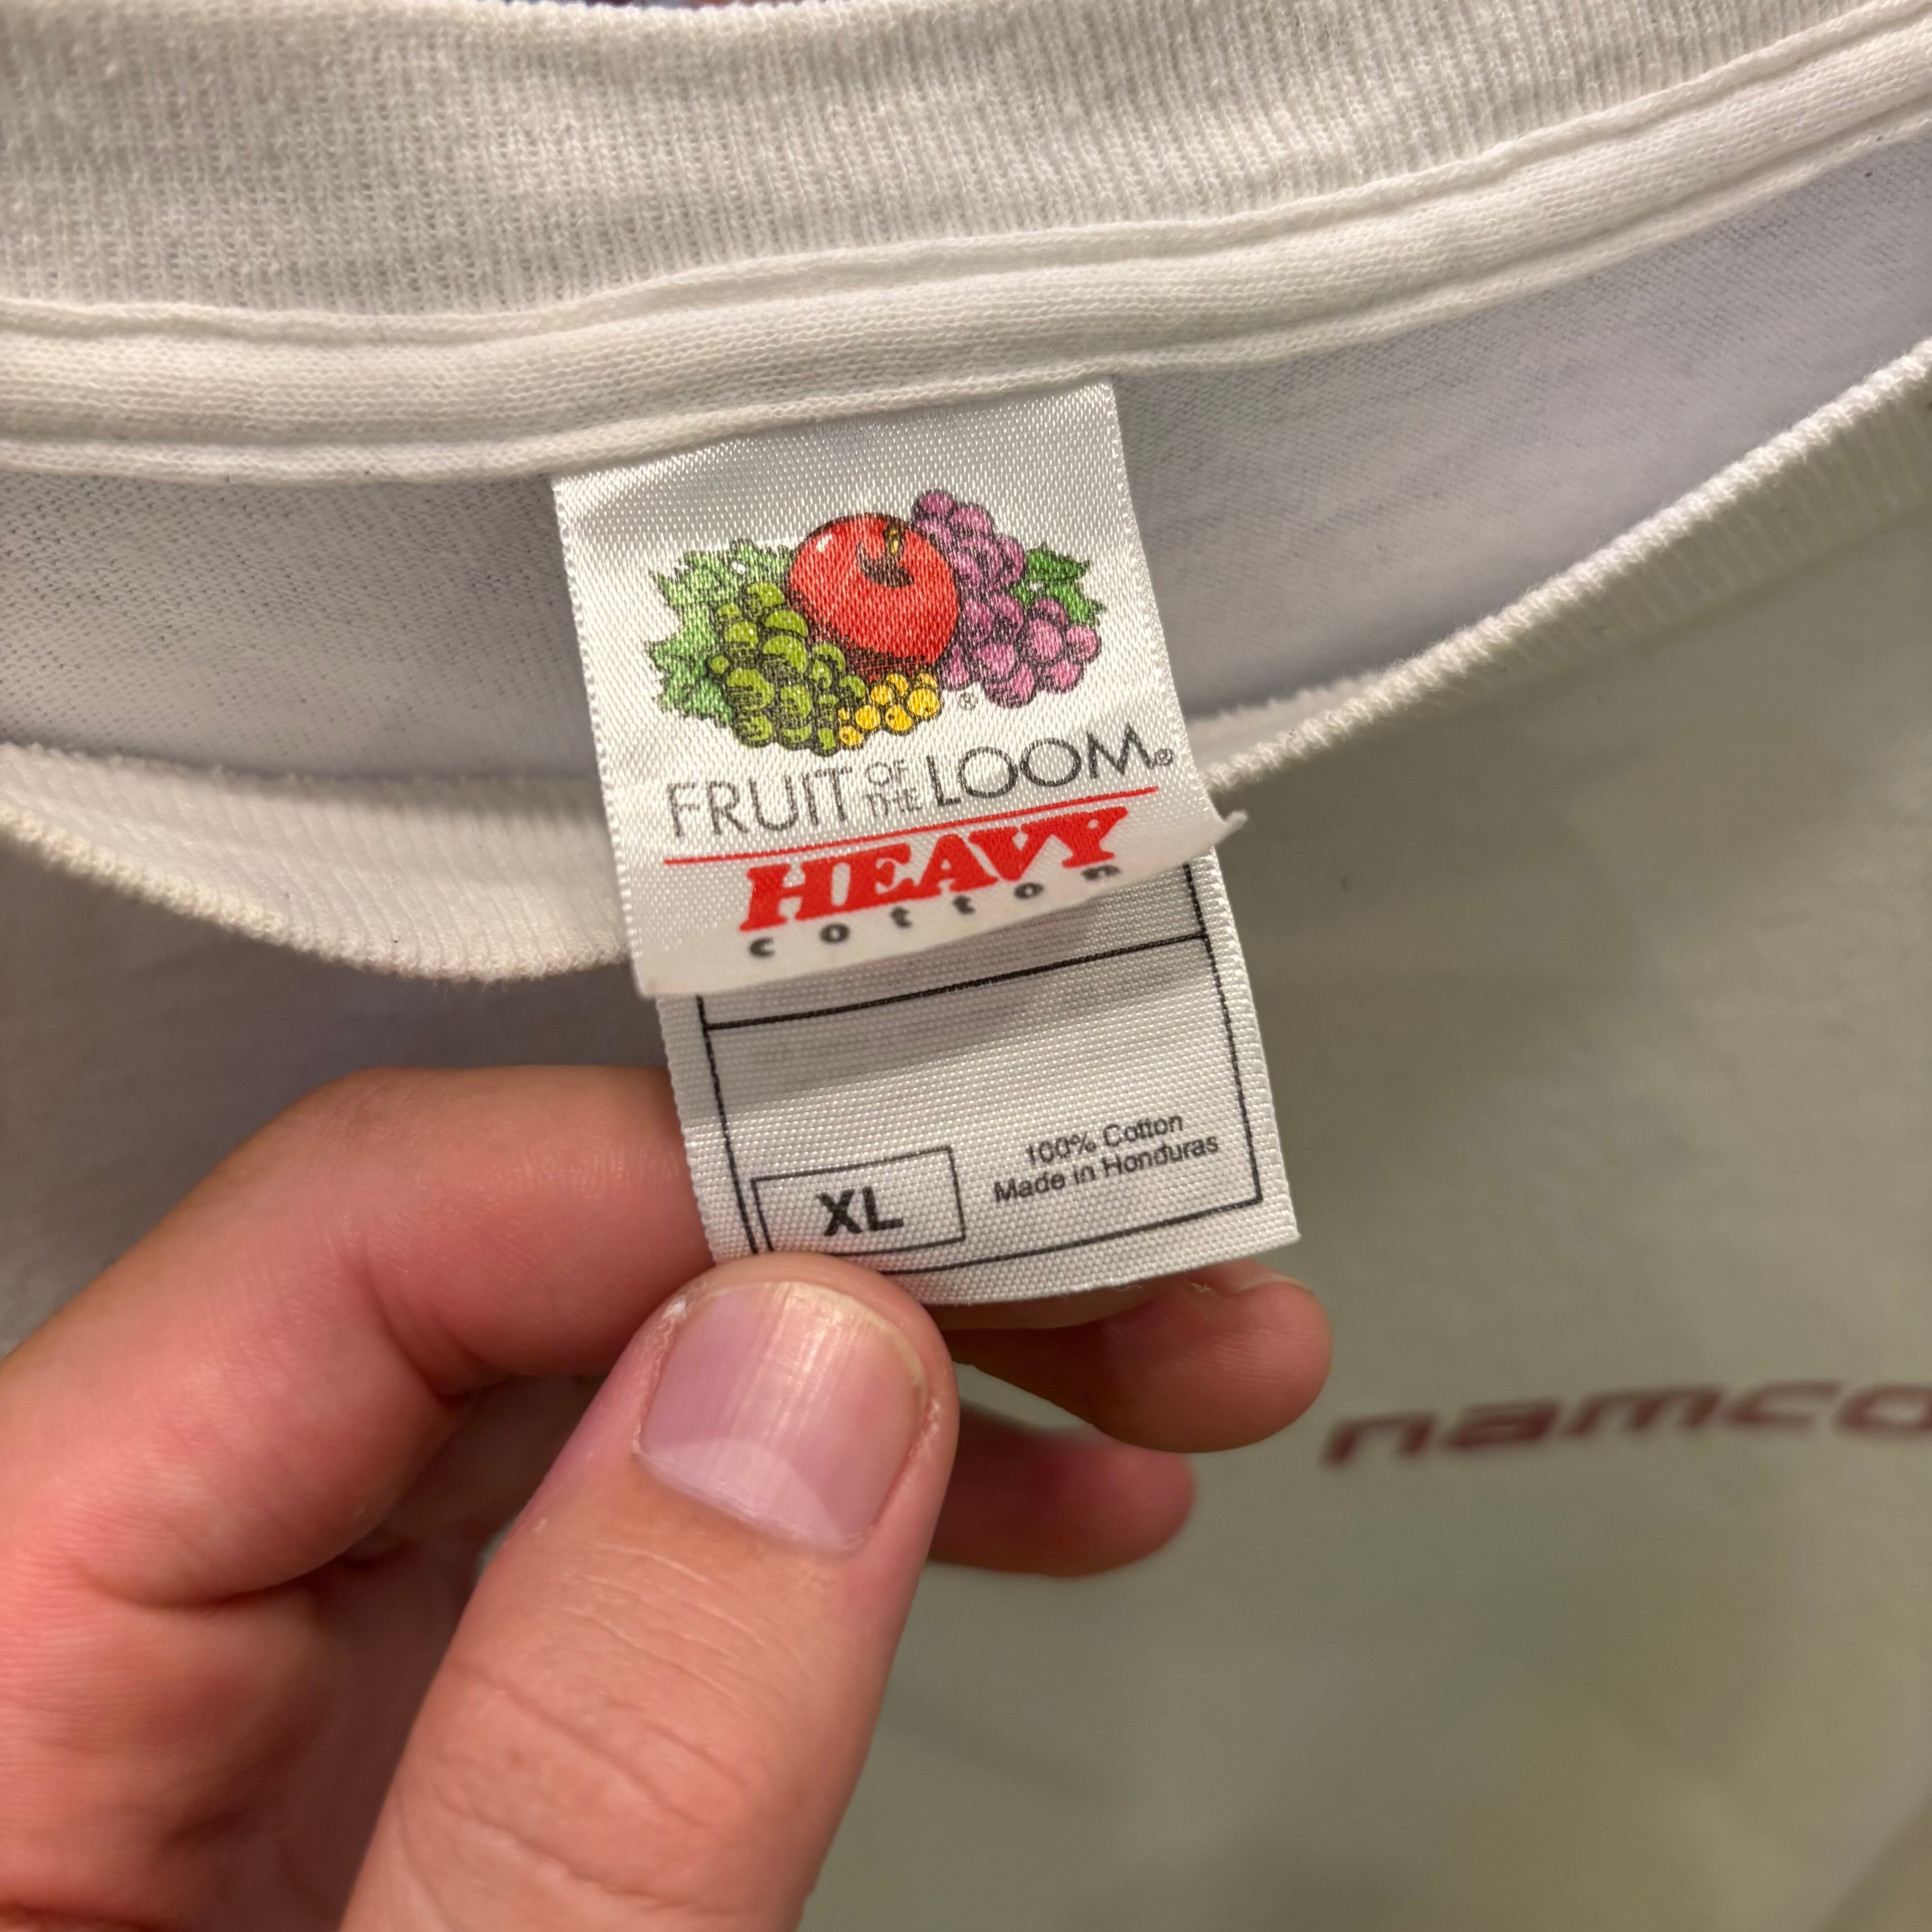 ®
FRUIT OF THE LOOM®
HEAVY
cotton
XL
100% Cotton
Made in Honduras
namco